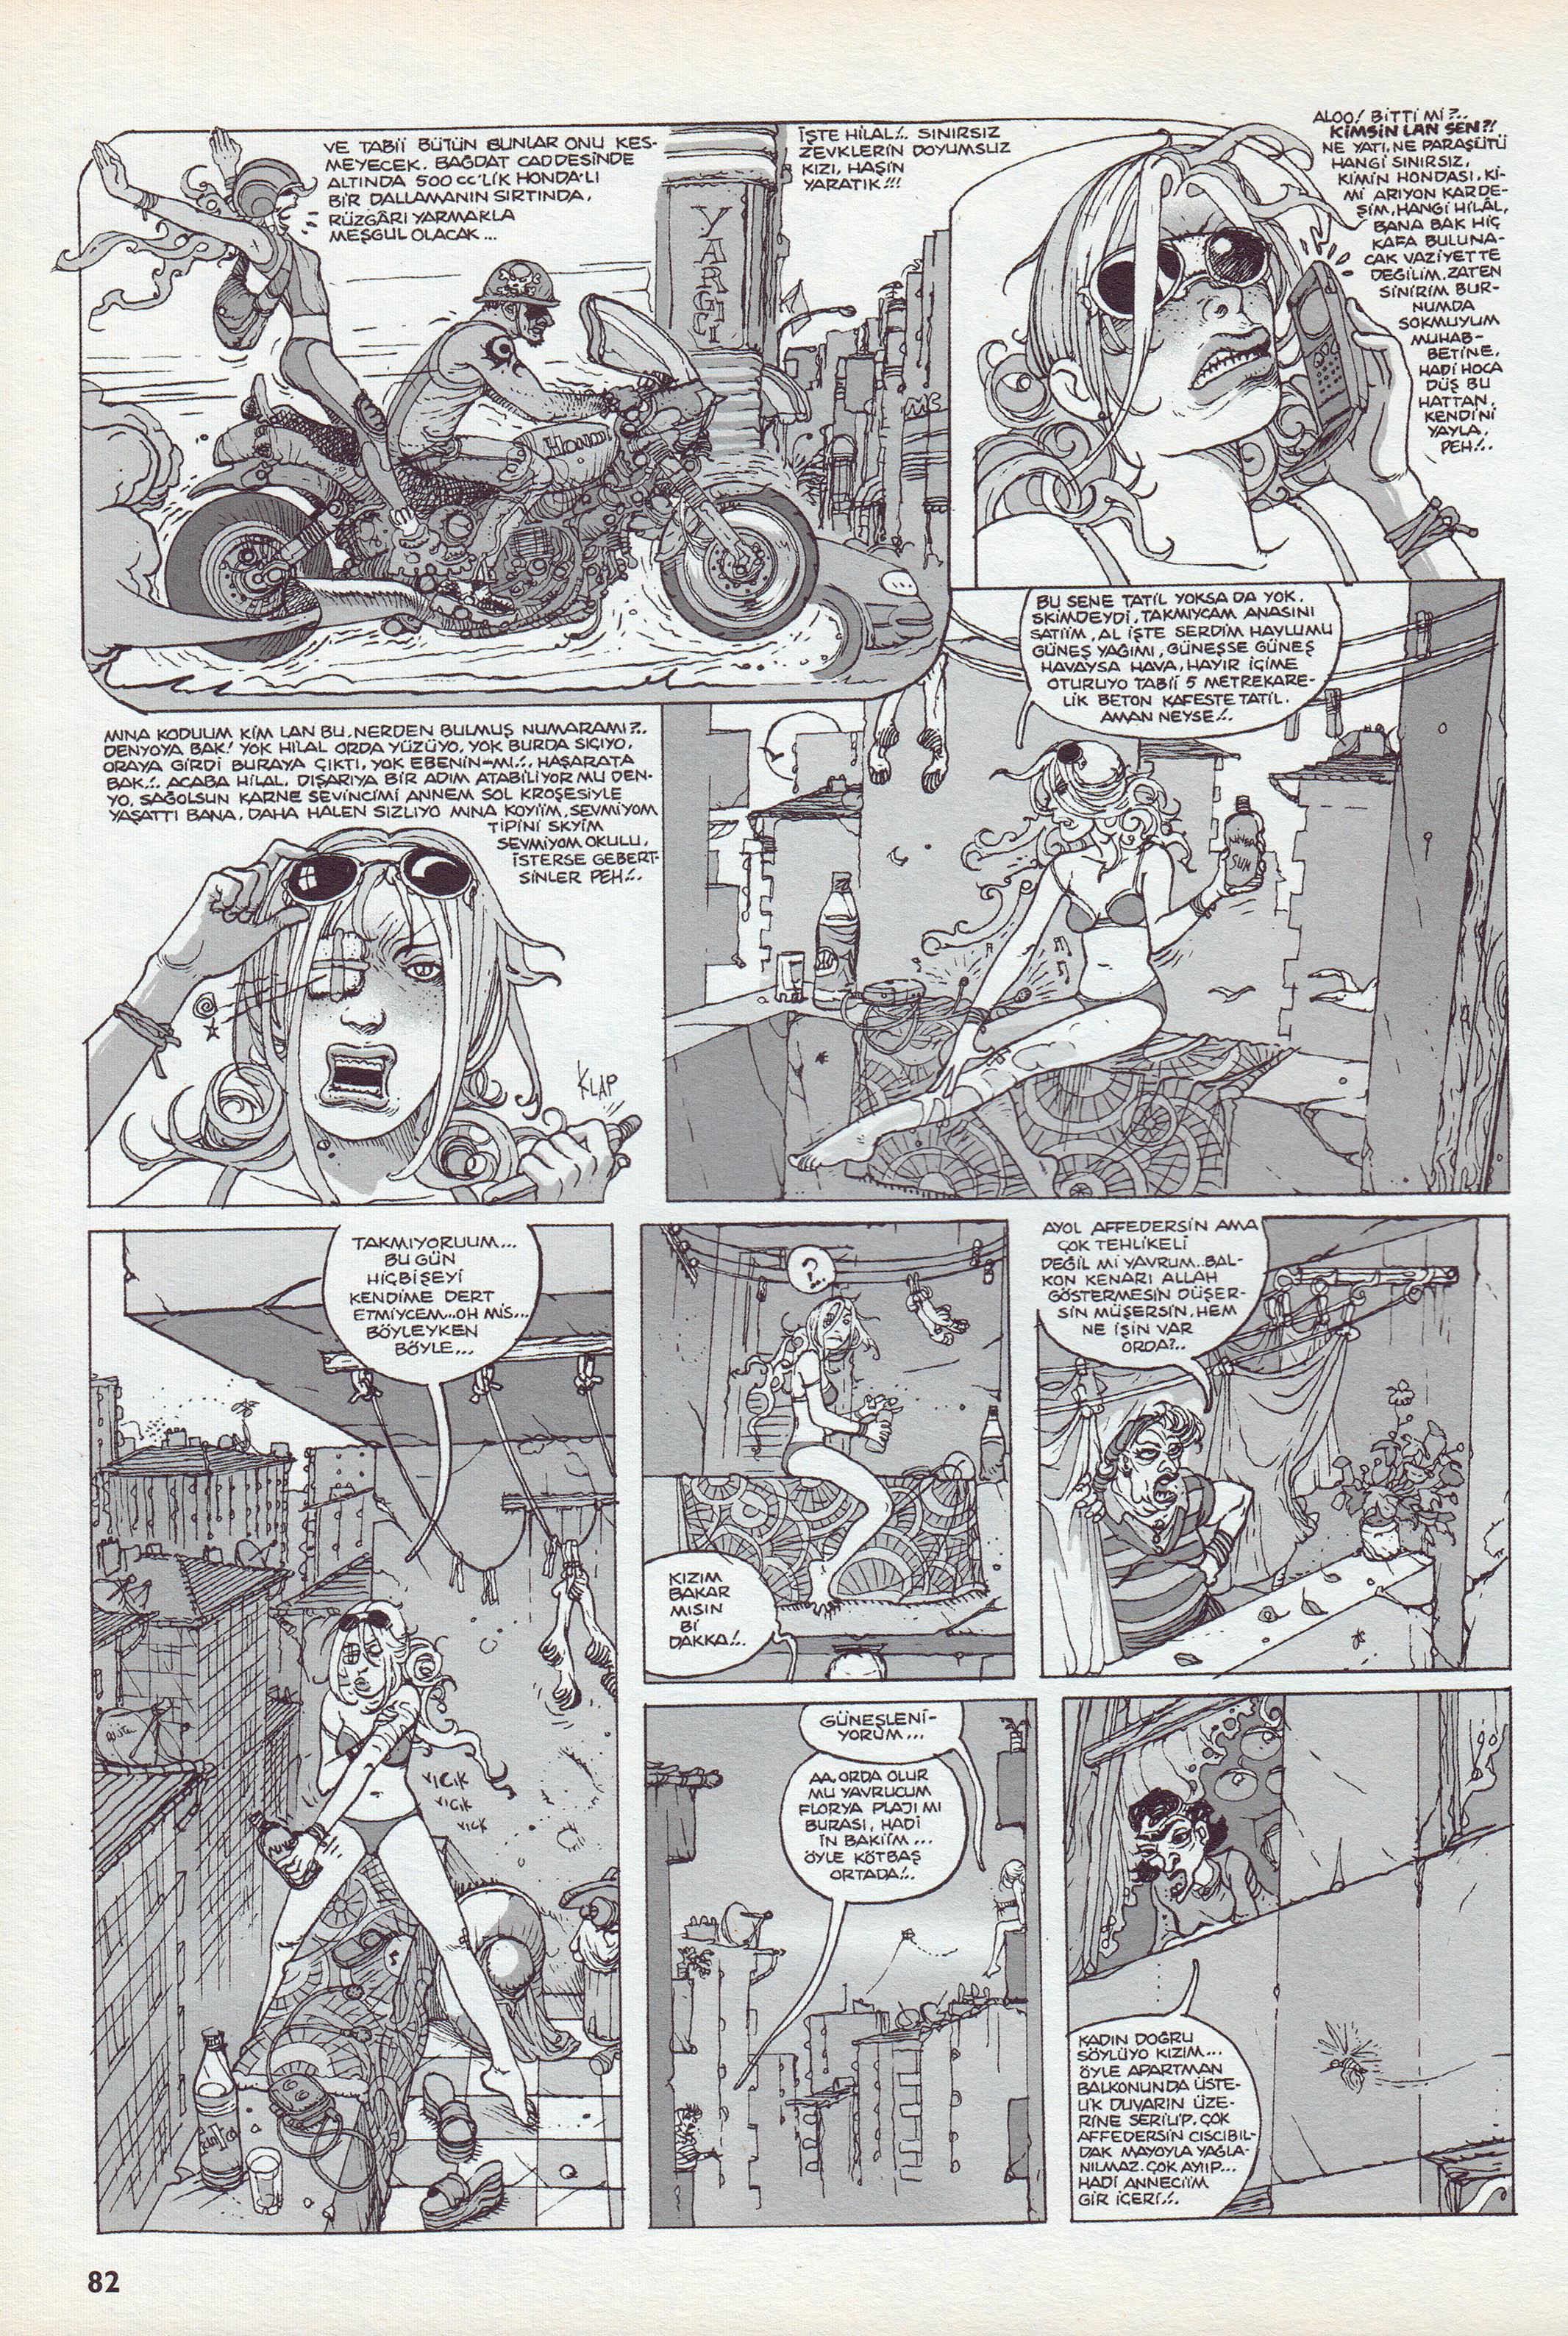 VE TABİİ BÜTÜN BUNLAR ONU KES-
MEYECEK. BAĞDAT CADDESİNDE
ALTINDA 500 CC'LİK HONDA'LI
BİR DALLAMANIN SIRTINDA,
RÜZGÂRI YARMAKLA
MEŞGUL OLACAK...
İŞTE HİLAL!.. SINIRSIZ
ZEVKLERİN DOYUMSUZ
KIZI, HAŞİN
YARATIK!!!
YARGI
HONDA
ALOO! BİTTİ Mİ?..
KİMSİN LAN SEN?!
NE YATI, NE PARAŞÜTÜ
HANGİ SINIRSIZ,
KİMİN HONDASI, Kİ-
Mİ ARIYON KARDE-
ŞİM, HANGİ HİLÂL,
BANA BAK HİÇ
KAFA BULUNA-
CAK VAZİYETTE
DEĞİLİM. ZATEN
SİNİRİM BUR-
NUMDA
SOKMUYUM
MUHAB-
BETİNE,
HADİ HOCA
DÜŞ BU
HATTAN,
KENDİNİ
YAYLA,
PEH!..
MINA KODUUM KİM LAN BU, NERDEN BULMUŞ NUMARAMI?..
DENYOYA BAK! YOK HİLAL ORDA YÜZÜYO, YOK BURDA SIÇIYO,
ORAYA GİRDİ BURAYA ÇIKTI, YOK EBENİN-MI!.. HAŞARATA
BAK!.. ACABA HİLAL, DIŞARIYA BİR ADIM ATABİLİYOR MU DEN-
YO, SAĞOLSUN KARNE SEVİNCİMİ ANNEM SOL KROŞESİYLE
YAŞATTI BANA, DAHA HALEN SIZLIYO MINA KOYİİM, SEVMİYOM
TİPİNİ SKYİM
SEVMİYOM OKULU,
İSTERSE GEBERT-
SİNLER PEH!..
KLAP
BU SENE TATİL YOKSA DA YOK.
SKİMDEYDİ, TAKMIYCAM ANASINI
SATİİM, AL İŞTE SERDİM HAVLUMU
GÜNEŞ YAĞIMI, GÜNEŞSE GÜNEŞ
HAVAYSA HAVA, HAYIR İÇİME
OTURUYO TABİİ 5 METREKARE-
LİK BETON KAFESTE TATİL.
AMAN NEYSE!..
SUN
TAKMIYORUUM...
BU GÜN
HİÇBİŞEYİ
KENDİME DERT
ETMİYCEM...OH MİS...
BÖYLEYKEN
BÖYLE...
VICIK
VICIK
VICK
?..
KIZIM
BAKAR
MISIN
Bİ
DAKKA!..
AYOL AFFEDERSİN AMA
ÇOK TEHLİKELİ
DEĞİL Mİ YAVRUM..BAL-
KON KENARI ALLAH
GÖSTERMESİN DÜŞER-
SİN MÜŞERSİN, HEM
NE İŞİN VAR
ORDA?..
GÜNEŞLENİ-
YORUM...
AA, ORDA OLUR
MU YAVRUCUM
FLORYA PLAJI MI
BURASI, HADİ
İN BAKİİM...
ÖYLE KÖTBAŞ
ORTADA!..
KADIN DOĞRU
SÖYLÜYO KIZIM...
ÖYLE APARTMAN
BALKONUNDA ÜSTE-
LİK DUVARIN ÜZE-
RİNE SERİLİP, ÇOK
AFFEDERSİN CISCIBIL-
DAK MAYOYLA YAĞLA-
NILMAZ. ÇOK AYIIP...
HADİ ANNECİİM
GİR İÇERİ!..
82